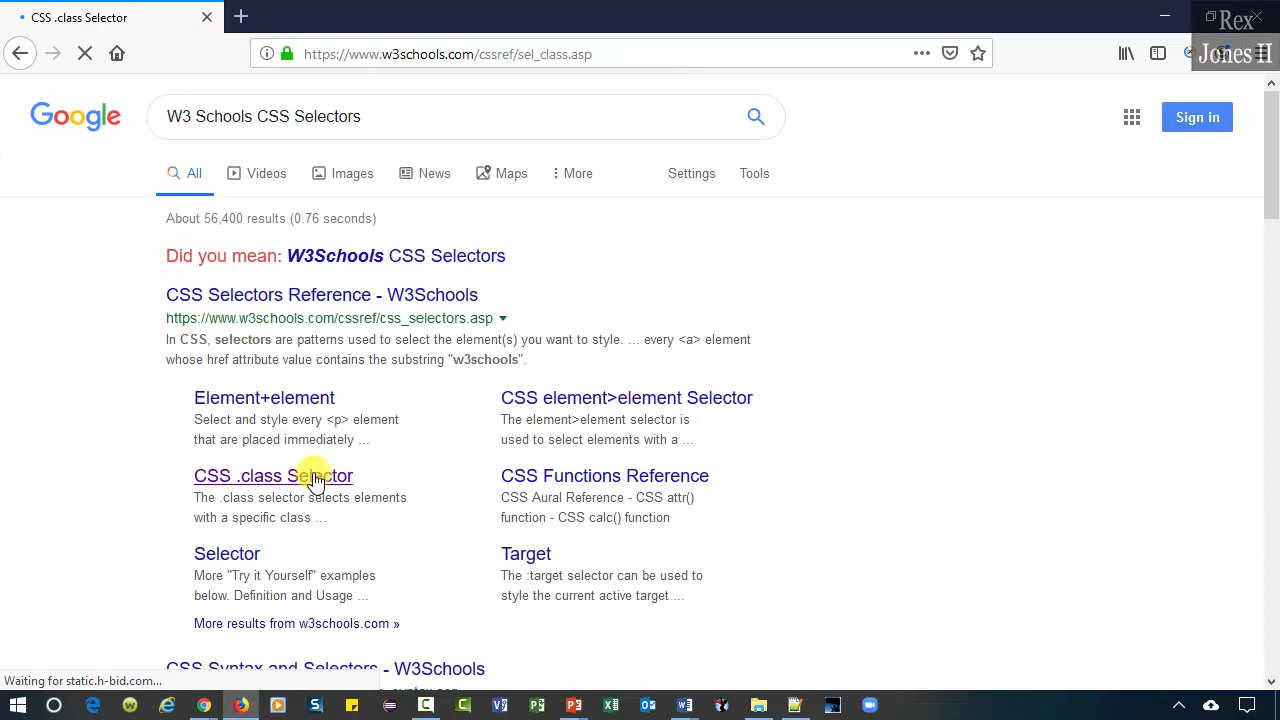 CSS .class Selector
Rex
Jones II
https://www.w3schools.com/cssref/sel_class.asp
Google
W3 Schools CSS Selectors
Sign in
All
Videos
Images
News
Maps
More
Settings
Tools
About 56,400 results (0.76 seconds)
Did you mean: W3Schools CSS Selectors
CSS Selectors Reference - W3Schools
https://www.w3schools.com/cssref/css_selectors.asp
In CSS, selectors are patterns used to select the element(s) you want to style. ... every <a> element
whose href attribute value contains the substring "w3schools".
Element+element
Select and style every <p> element
that are placed immediately ...
CSS element>element Selector
The element>element selector is
used to select elements with a ...
CSS .class Selector
The .class selector selects elements
with a specific class ...
CSS Functions Reference
CSS Aural Reference - CSS attr()
function - CSS calc() function
Selector
More "Try it Yourself" examples
below. Definition and Usage ...
Target
The :target selector can be used to
style the current active target ...
More results from w3schools.com »
CSS Syntax and Selectors - W3Schools
Waiting for static.h-bid.com...